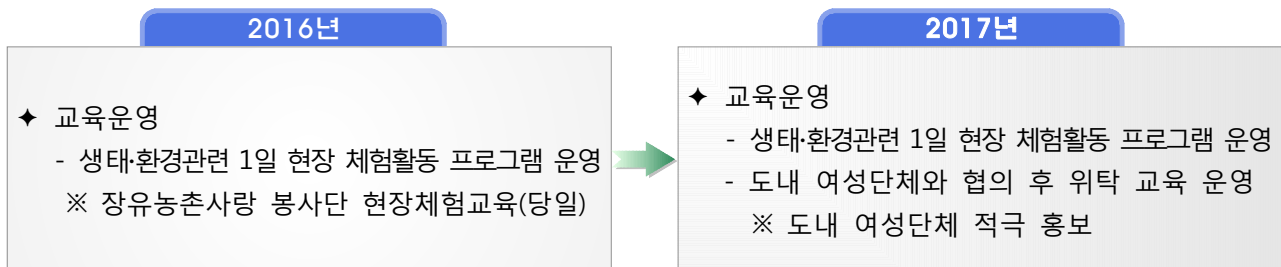 2016년
✦ 교육운영
- 생태·환경관련 1일 현장 체험활동 프로그램 운영
※ 장유농촌사랑 봉사단 현장체험교육(당일)
2017년
✦ 교육운영
- 생태·환경관련 1일 현장 체험활동 프로그램 운영
- 도내 여성단체와 협의 후 위탁 교육 운영
※ 도내 여성단체 적극 홍보